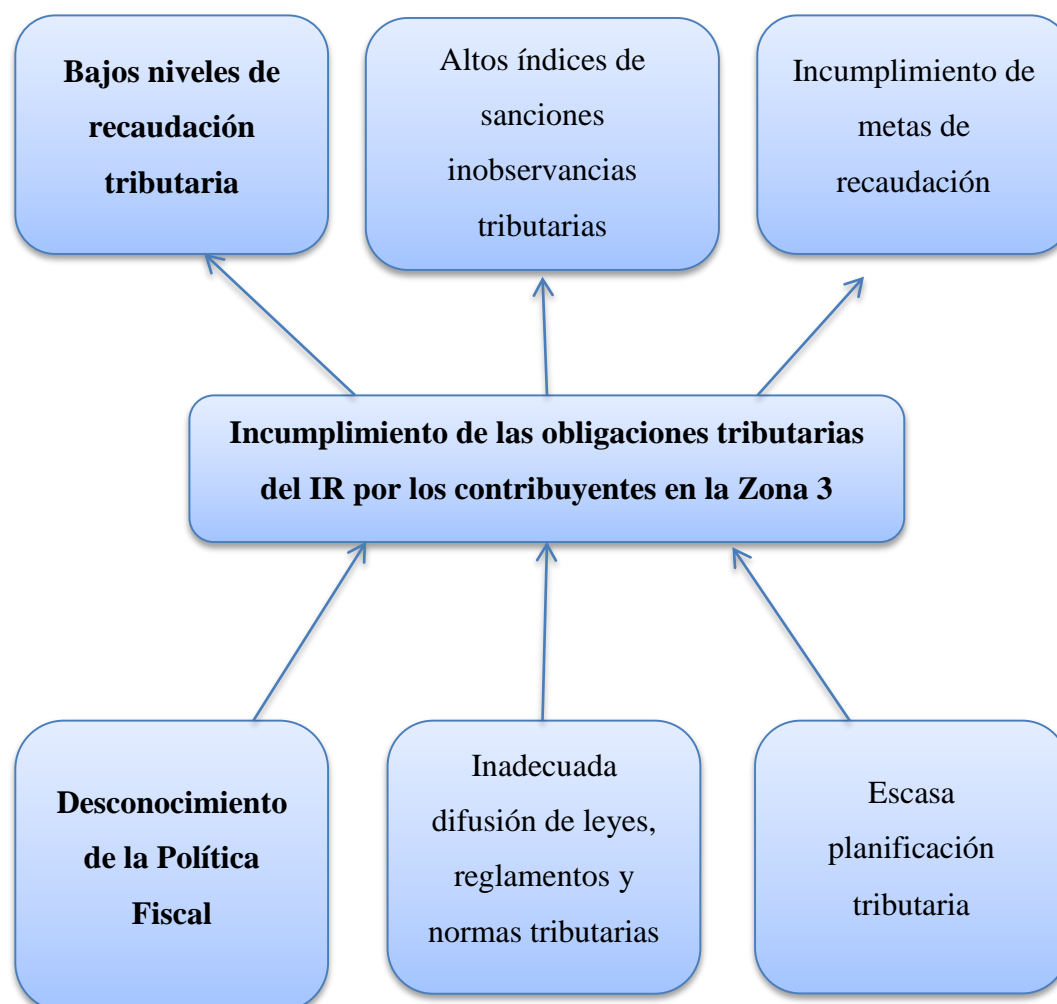 Bajos niveles de
recaudación
tributaria
Altos índices de
sanciones
inobservancias
tributarias
Incumplimiento de
metas de
recaudación
Incumplimiento de las obligaciones tributarias
del IR por los contribuyentes en la Zona 3
Desconocimiento
de la Política
Fiscal
Inadecuada
difusión de leyes,
reglamentos y
normas tributarias
Escasa
planificación
tributaria